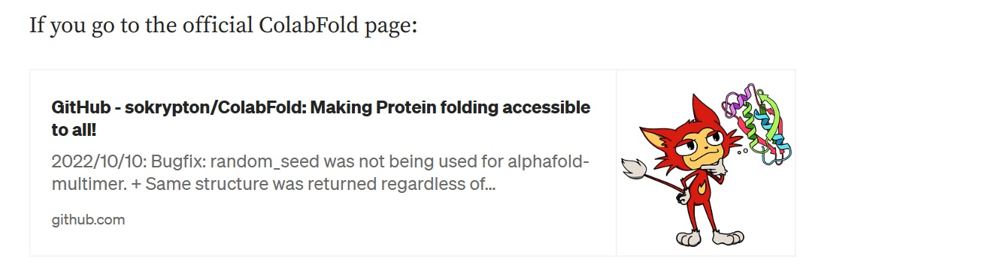 If you go to the official ColabFold page:
GitHub - sokrypton/ColabFold: Making Protein folding accessible
to all!
2022/10/10: Bugfix: random_seed was not being used for alphafold-
multimer. + Same structure was returned regardless of...
github.com